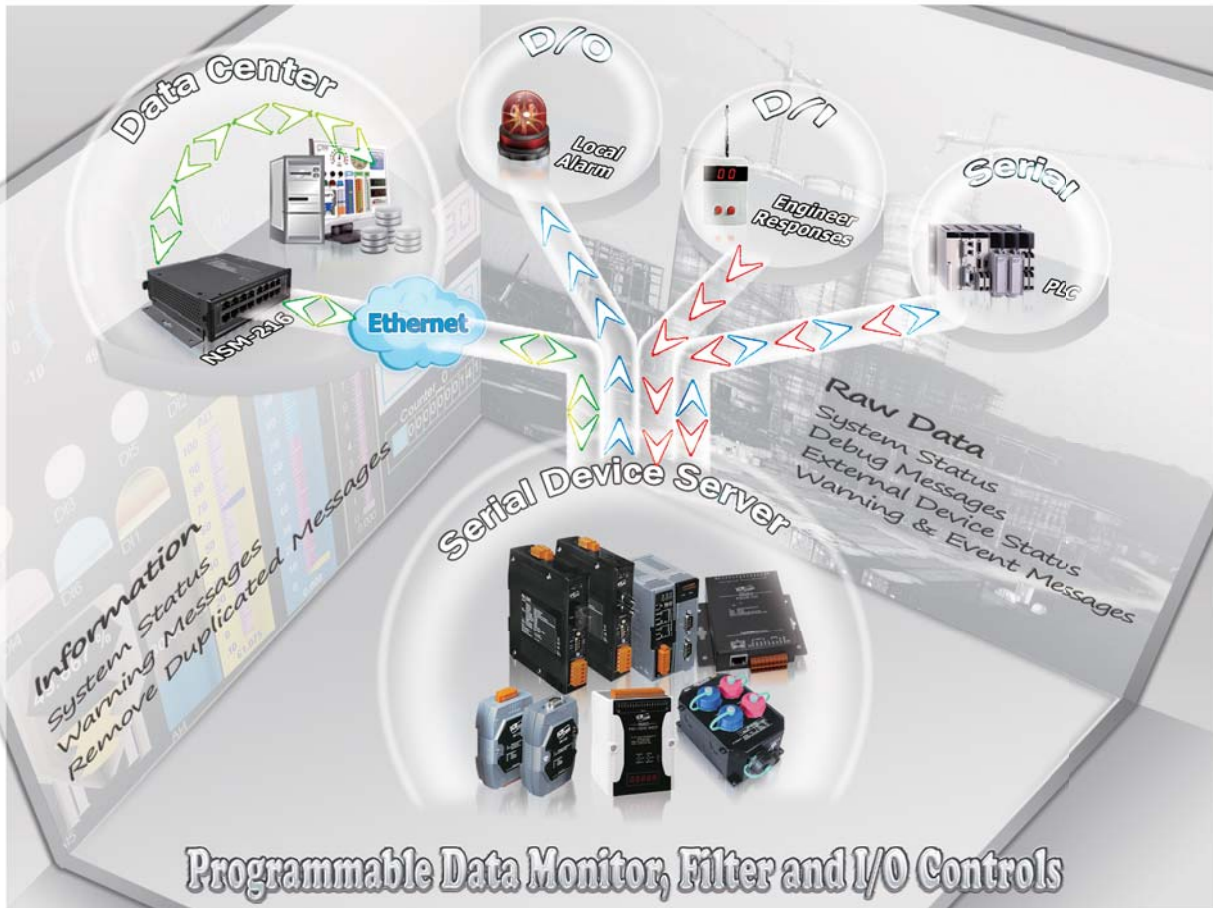 Data Center
D/O
Local
Alarm
D/I
00
Engineer
Responses
Serial
PLC
NSM-216
Ethernet
Raw Data
System Status
Debug Messages
External Device Status
Warning & Event Messages
Serial Device Server
Information
System Status
Warning Messages
Remove Duplicated Messages
Counter
Programmable Data Monitor, Filter and I/O Controls